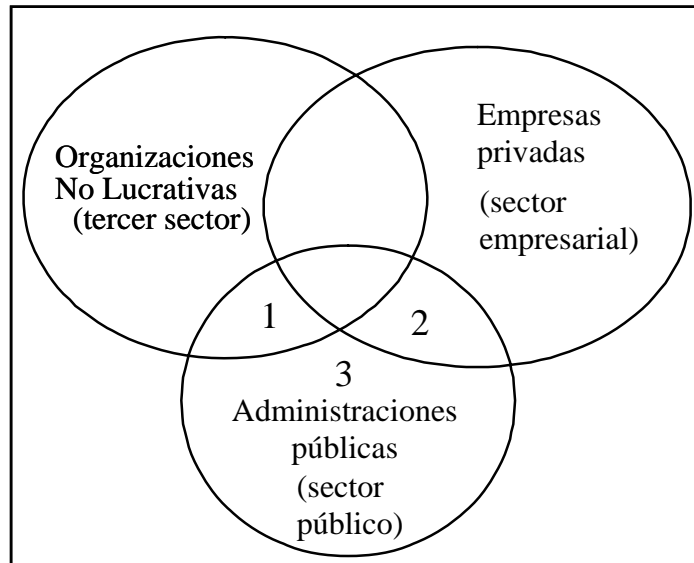 Organizaciones
No Lucrativas
(tercer sector)
Empresas
privadas
(sector
empresarial)
1
2
3
Administraciones
públicas
(sector
público)